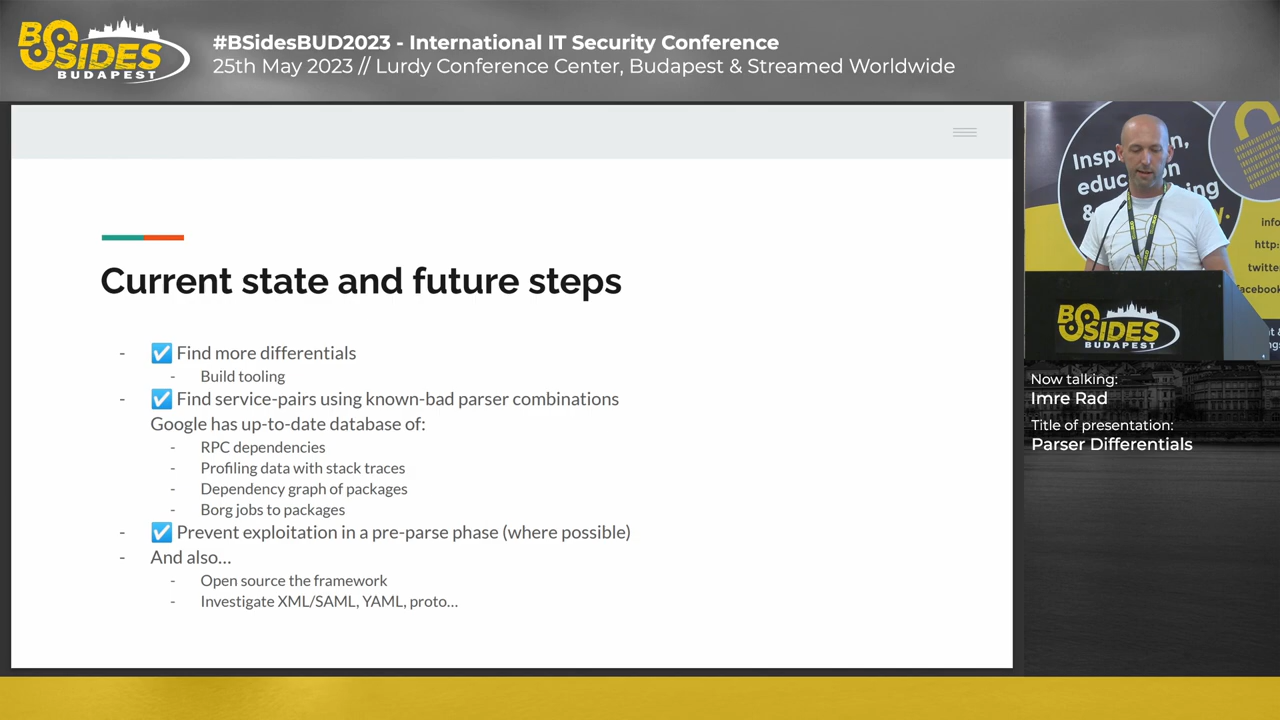 BSIDES
BUDAPEST
#BSidesBUD2023 - International IT Security Conference
25th May 2023 // Lurdy Conference Center, Budapest & Streamed Worldwide
Current state and future steps
- ☑ Find more differentials
- Build tooling
- ☑ Find service-pairs using known-bad parser combinations
Google has up-to-date database of:
- RPC dependencies
- Profiling data with stack traces
- Dependency graph of packages
- Borg jobs to packages
- ☑ Prevent exploitation in a pre-parse phase (where possible)
- And also...
- Open source the framework
- Investigate XML/SAML, YAML, proto...
info
http:
twitte
facebook
BSIDES
BUDAPEST
Now talking:
Imre Rad
Title of presentation:
Parser Differentials